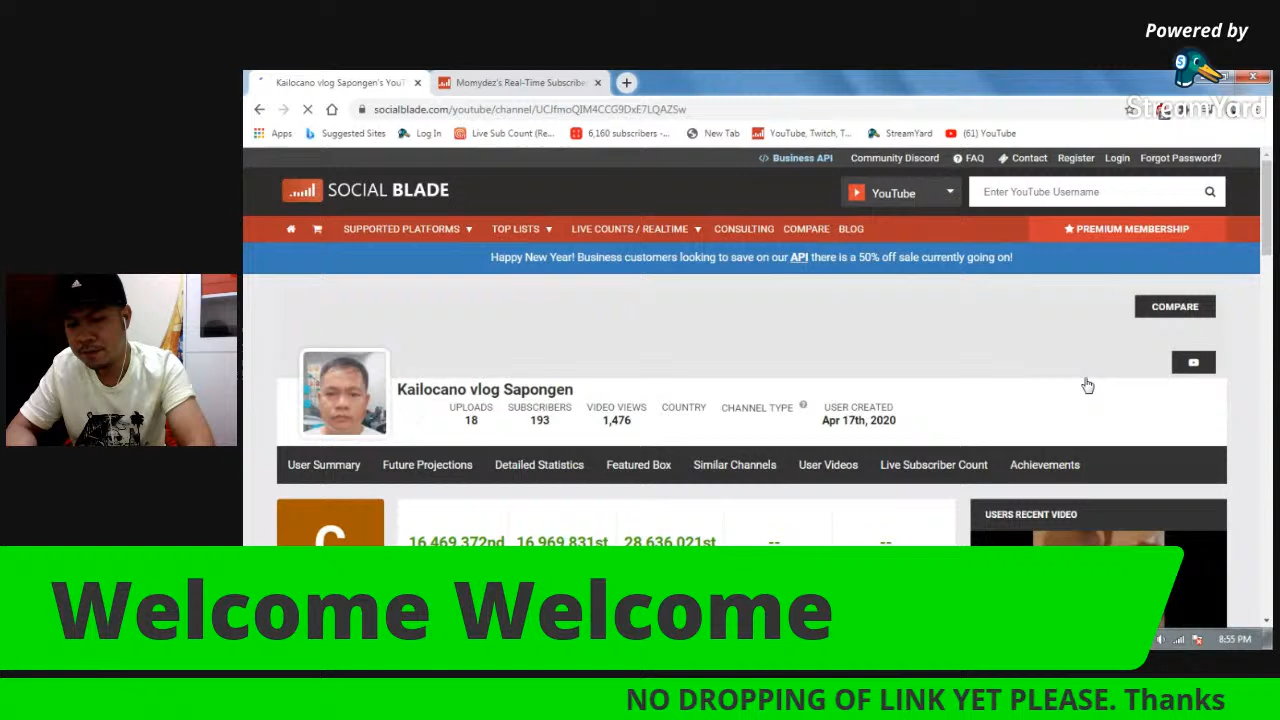 Powered by
StreamYard
Kailocano vlog Sapongen's YouT
Momydez's Real-Time Subscribe
socialblade.com/youtube/channel/UCJfmoQIM4CCG9DxE7LQAZSw
Apps
Suggested Sites
Log In
Live Sub Count (Re...
6,160 subscribers -...
New Tab
YouTube, Twitch, T...
StreamYard
(61) YouTube
Business API
Community Discord
FAQ
Contact
Register
Login
Forgot Password?
SOCIAL BLADE
YouTube
Enter YouTube Username
SUPPORTED PLATFORMS
TOP LISTS
LIVE COUNTS / REALTIME
CONSULTING
COMPARE
BLOG
PREMIUM MEMBERSHIP
Happy New Year! Business customers looking to save on our API there is a 50% off sale currently going on!
COMPARE
Kailocano vlog Sapongen
UPLOADS
18
SUBSCRIBERS
193
VIDEO VIEWS
1,476
COUNTRY
CHANNEL TYPE
USER CREATED
Apr 17th, 2020
User Summary
Future Projections
Detailed Statistics
Featured Box
Similar Channels
User Videos
Live Subscriber Count
Achievements
16,469,372nd
16,969,831st
28,636,021st
--
--
USERS RECENT VIDEO
Welcome Welcome
8:55 PM
NO DROPPING OF LINK YET PLEASE. Thanks